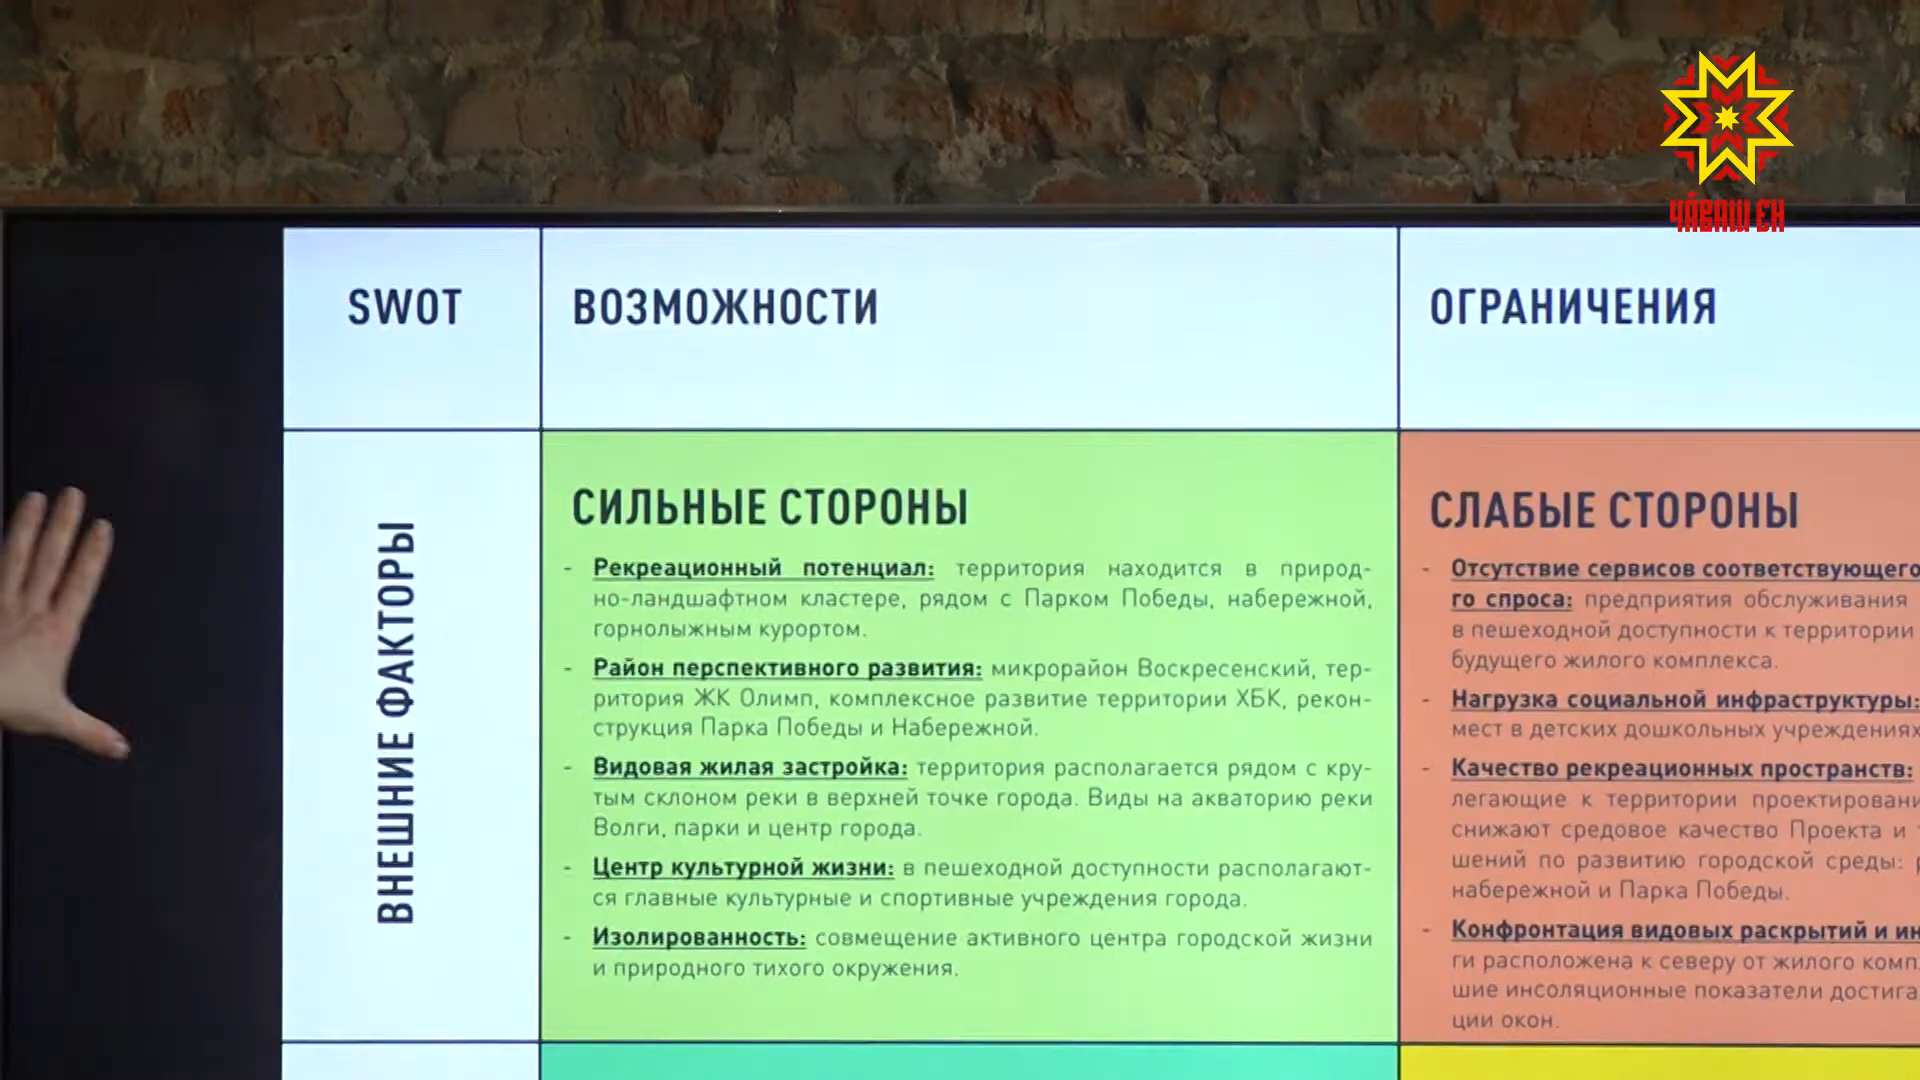 ЧӐВАШ ЕН
SWOT
ВОЗМОЖНОСТИ
ОГРАНИЧЕНИЯ
ВНЕШНИЕ ФАКТОРЫ
СИЛЬНЫЕ СТОРОНЫ
- Рекреационный потенциал: территория находится в природ-
но-ландшафтном кластере, рядом с Парком Победы, набережной,
горнолыжным курортом.
- Район перспективного развития: микрорайон Воскресенский, тер-
ритория ЖК Олимп, комплексное развитие территории ХБК, рекон-
струкция Парка Победы и Набережной.
- Видовая жилая застройка: территория располагается рядом с кру-
тым склоном реки в верхней точке города. Виды на акваторию реки
Волги, парки и центр города.
- Центр культурной жизни: в пешеходной доступности располагают-
ся главные культурные и спортивные учреждения города.
- Изолированность: совмещение активного центра городской жизни
и природного тихого окружения.
СЛАБЫЕ СТОРОНЫ
- Отсутствие сервисов соответствующего
го спроса: предприятия обслуживания
в пешеходной доступности к территории
будущего жилого комплекса.
- Нагрузка социальной инфраструктуры:
мест в детских дошкольных учреждениях
- Качество рекреационных пространств:
легающие к территории проектировани
снижают средовое качество Проекта и
шений по развитию городской среды:
набережной и Парка Победы.
- Конфронтация видовых раскрытий и ин
ги расположена к северу от жилого комп
шие инсоляционные показатели достига
ции окон.